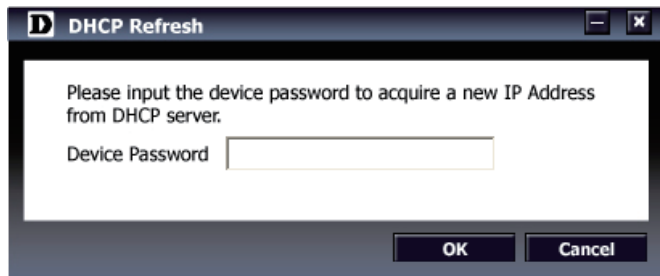 D DHCP Refresh
Please input the device password to acquire a new IP Address
from DHCP server.
Device Password
OK Cancel